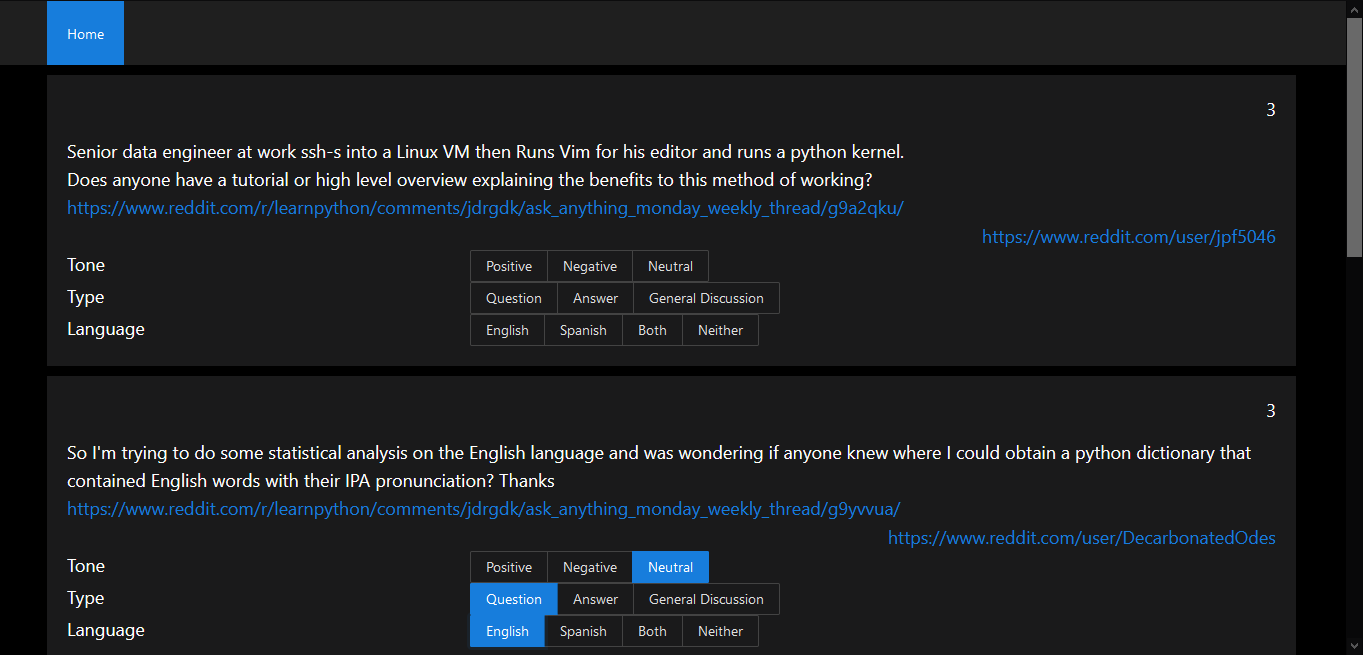 Home
3
Senior data engineer at work ssh-s into a Linux VM then Runs Vim for his editor and runs a python kernel.
Does anyone have a tutorial or high level overview explaining the benefits to this method of working?
https://www.reddit.com/r/learnpython/comments/jdrgdk/ask_anything_monday_weekly_thread/g9a2qku/
https://www.reddit.com/user/jpf5046
Tone Positive Negative Neutral
Type Question Answer General Discussion
Language English Spanish Both Neither
3
So I'm trying to do some statistical analysis on the English language and was wondering if anyone knew where I could obtain a python dictionary that
contained English words with their IPA pronunciation? Thanks
https://www.reddit.com/r/learnpython/comments/jdrgdk/ask_anything_monday_weekly_thread/g9yvvua/
https://www.reddit.com/user/DecarbonatedOdes
Tone Positive Negative Neutral
Type Question Answer General Discussion
Language English Spanish Both Neither